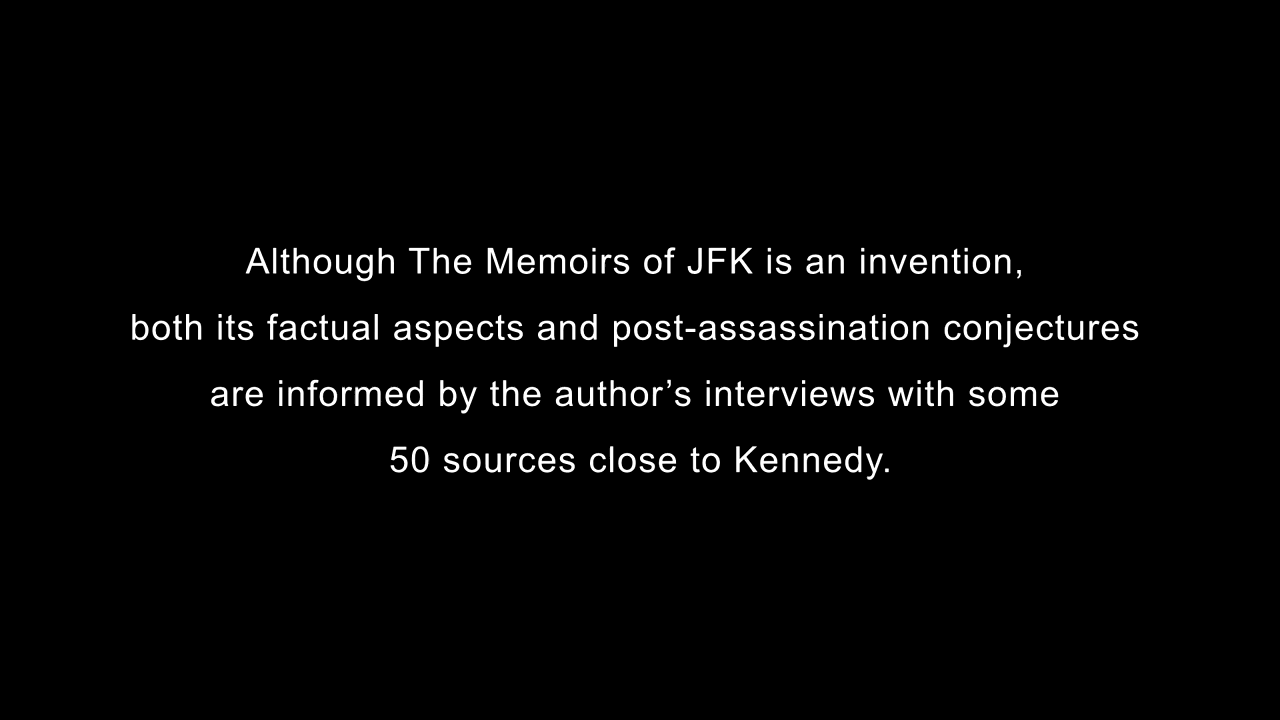 Although The Memoirs of JFK is an invention,
both its factual aspects and post-assassination conjectures
are informed by the author’s interviews with some
50 sources close to Kennedy.